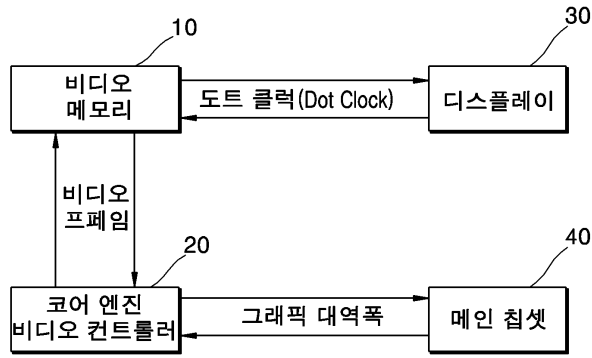 10
비디오
메모리
도트 클럭(Dot Clock)
30
디스플레이
비디오
프페임
20
코어 엔진
비디오 컨트롤러
그래픽 대역폭
40
메인 칩셋